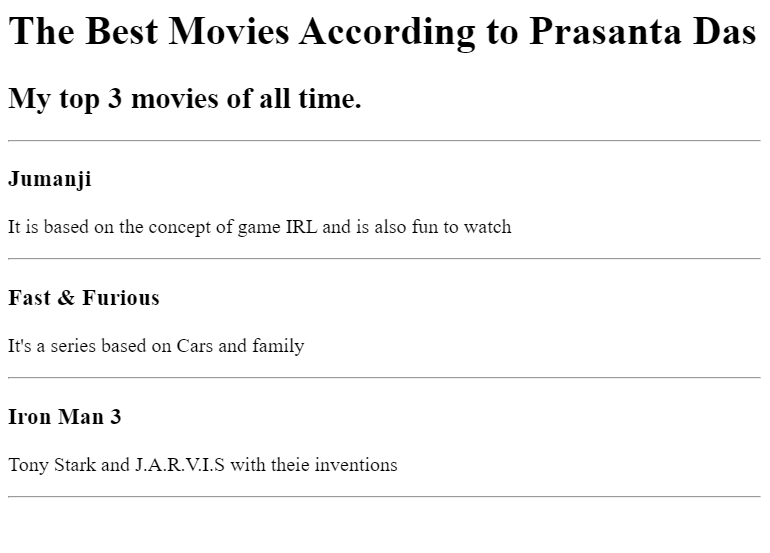 The Best Movies According to Prasanta Das
My top 3 movies of all time.
Jumanji
It is based on the concept of game IRL and is also fun to watch
Fast & Furious
It's a series based on Cars and family
Iron Man 3
Tony Stark and J.A.R.V.I.S with theie inventions